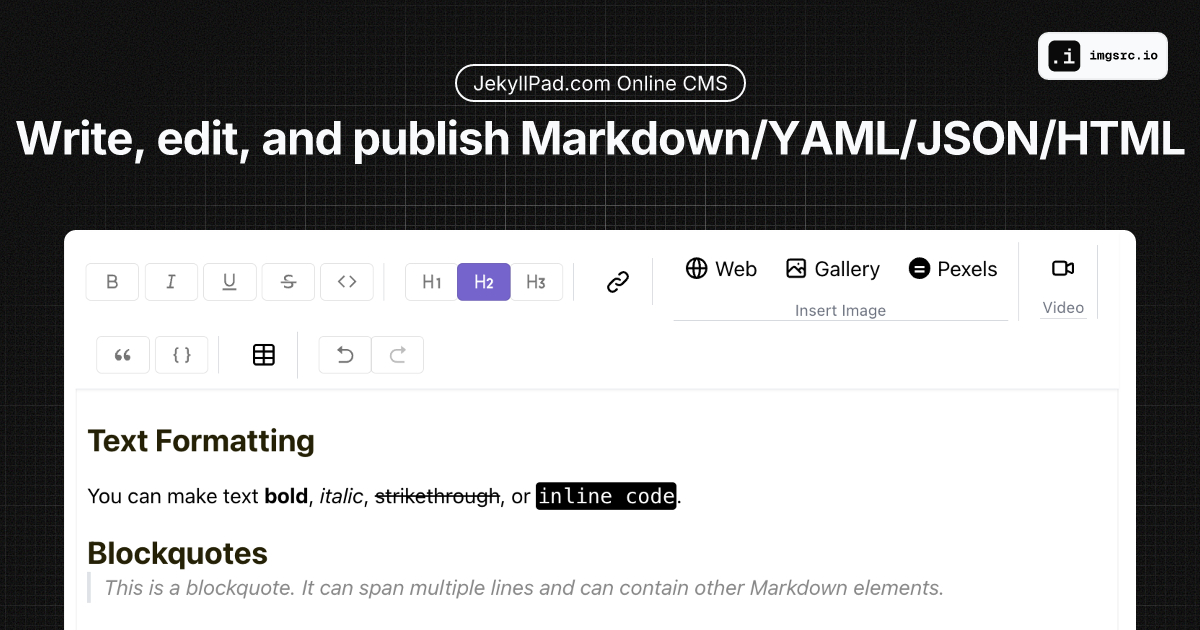 .i imgsrc.io
JekyllPad.com Online CMS
Write, edit, and publish Markdown/YAML/JSON/HTML
B I U S <> H1 H2 H3 Web Gallery Pexels
Insert Image Video
“ { }
Text Formatting
You can make text bold, italic, strikethrough, or inline code.
Blockquotes
This is a blockquote. It can span multiple lines and can contain other Markdown elements.